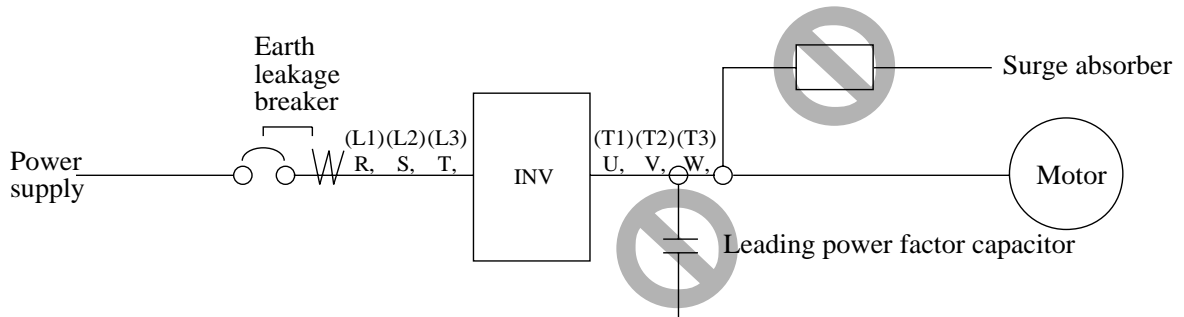 Earth
leakage
breaker
Surge absorber
(L1) (L2) (L3)
R, S, T,
INV
(T1) (T2) (T3)
U, V, W,
Power
supply
Motor
Leading power factor capacitor